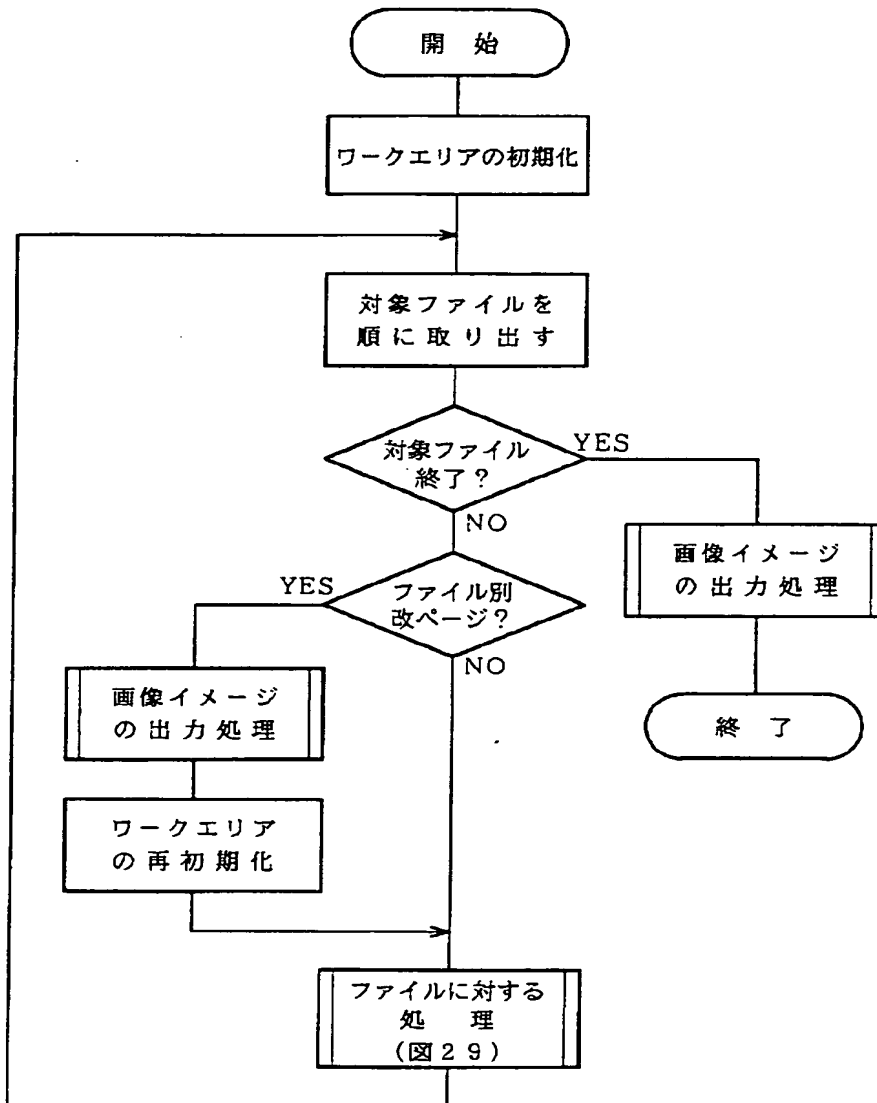 開始
ワークエリアの初期化
対象ファイルを
順に取り出す
対象ファイル
終了?
YES
NO
画像イメージ
の出力処理
終了
ファイル別
改ページ?
YES
NO
画像イメージ
の出力処理
ワークエリア
の再初期化
ファイルに対する
処理
(図29)